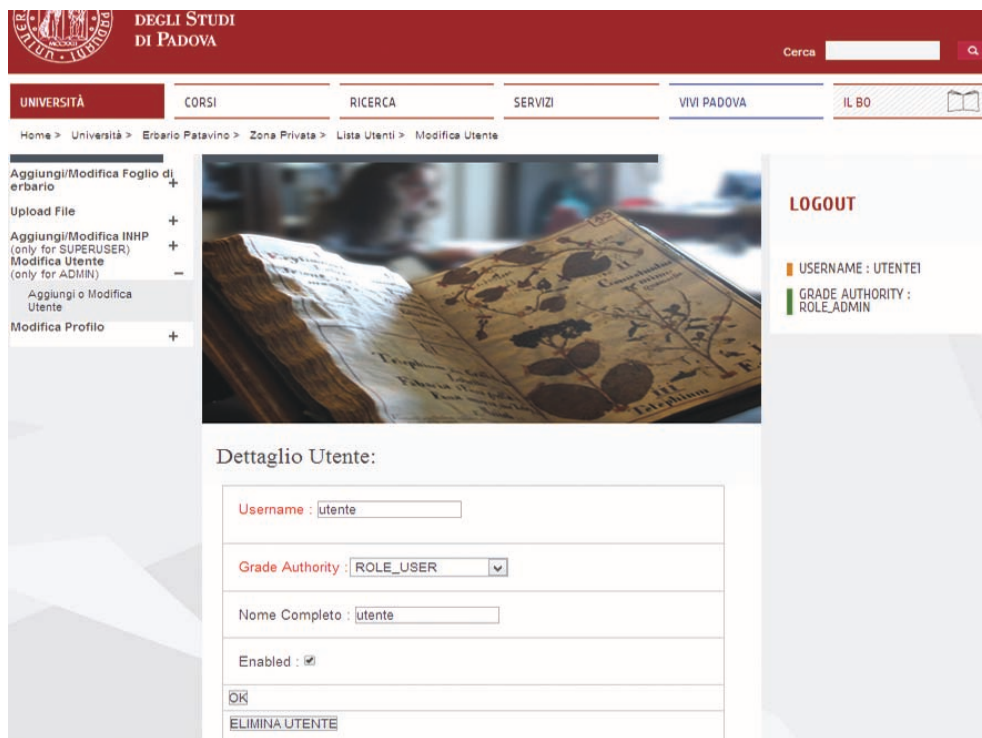 DEGLI STUDI
DI PADOVA
Cerca
UNIVERSITÀ
CORSI
RICERCA
SERVIZI
VIVI PADOVA
IL BO
Home > Università > Erbario Patavino > Zona Privata > Lista Utenti > Modifica Utente
Aggiungi/Modifica Foglio di
erbario
+
Upload File
+
Aggiungi/Modifica INHP
(only for SUPERUSER)
+
Modifica Utente
(only for ADMIN)
−
Aggiungi o Modifica
Utente
Modifica Profilo
+
LOGOUT
USERNAME : UTENTE1
GRADE AUTHORITY :
ROLE_ADMIN
Dettaglio Utente:
Username : utente
Grade Authority : ROLE_USER
Nome Completo : utente
Enabled :
OK
ELIMINA UTENTE